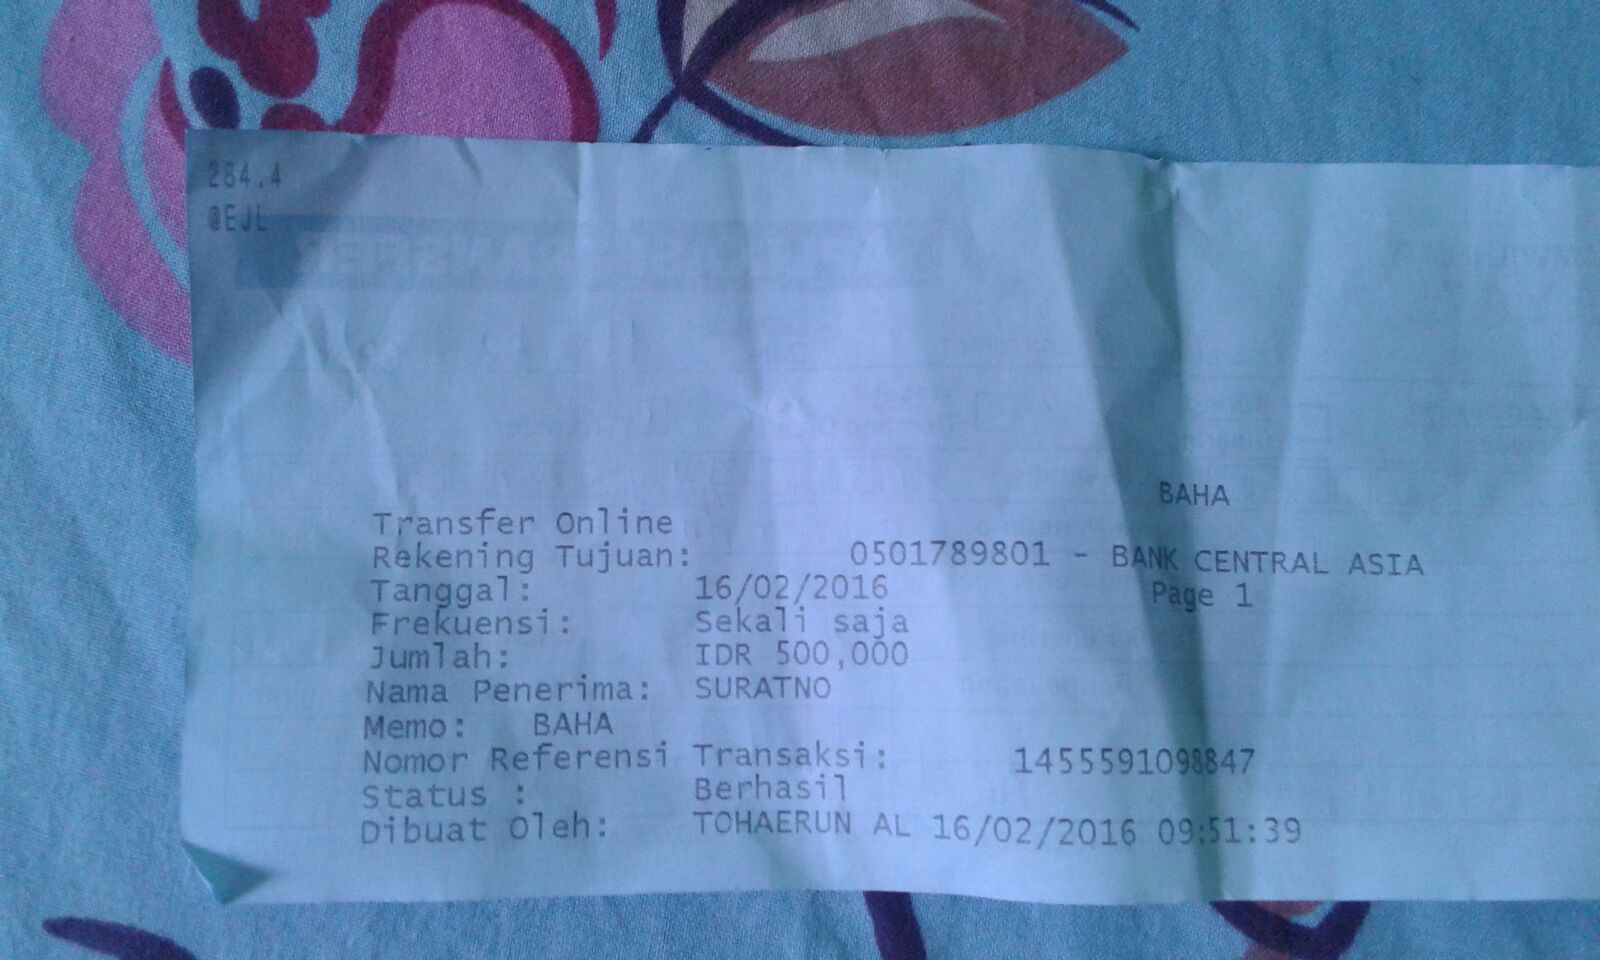 284.4
@EJL
BAHA
Transfer Online
Rekening Tujuan: 0501789801 - BANK CENTRAL ASIA
Tanggal: 16/02/2016 Page 1
Frekuensi: Sekali saja
Jumlah: IDR 500,000
Nama Penerima: SURATNO
Memo: BAHA
Nomor Referensi Transaksi: 1455591098847
Status : Berhasil
Dibuat Oleh: TOHAERUN AL 16/02/2016 09:51:39